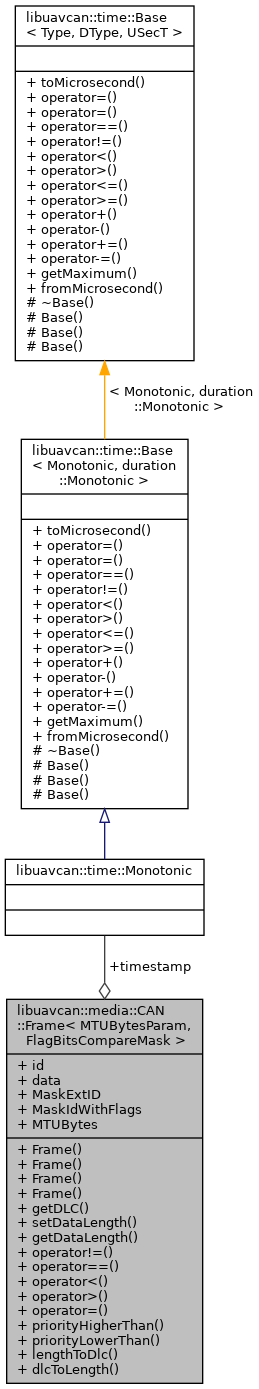 libuavcan::time::Base
< Type, DType, USecT >
+ toMicrosecond()
+ operator=()
+ operator=()
+ operator==()
+ operator!=()
+ operator<()
+ operator>()
+ operator<=()
+ operator>=()
+ operator+()
+ operator-()
+ operator+=()
+ operator-=()
+ getMaximum()
+ fromMicrosecond()
# ~Base()
# Base()
# Base()
# Base()
< Monotonic, duration
::Monotonic >
libuavcan::time::Base
< Monotonic, duration
::Monotonic >
+ toMicrosecond()
+ operator=()
+ operator=()
+ operator==()
+ operator!=()
+ operator<()
+ operator>()
+ operator<=()
+ operator>=()
+ operator+()
+ operator-()
+ operator+=()
+ operator-=()
+ getMaximum()
+ fromMicrosecond()
# ~Base()
# Base()
# Base()
# Base()
libuavcan::time::Monotonic
+timestamp
libuavcan::media::CAN
::Frame< MTUBytesParam,
FlagBitsCompareMask >
+ id
+ data
+ MaskExtID
+ MaskIdWithFlags
+ MTUBytes
+ Frame()
+ Frame()
+ Frame()
+ Frame()
+ getDLC()
+ setDataLength()
+ getDataLength()
+ operator!=()
+ operator==()
+ operator<()
+ operator>()
+ operator=()
+ priorityHigherThan()
+ priorityLowerThan()
+ lengthToDlc()
+ dlcToLength()